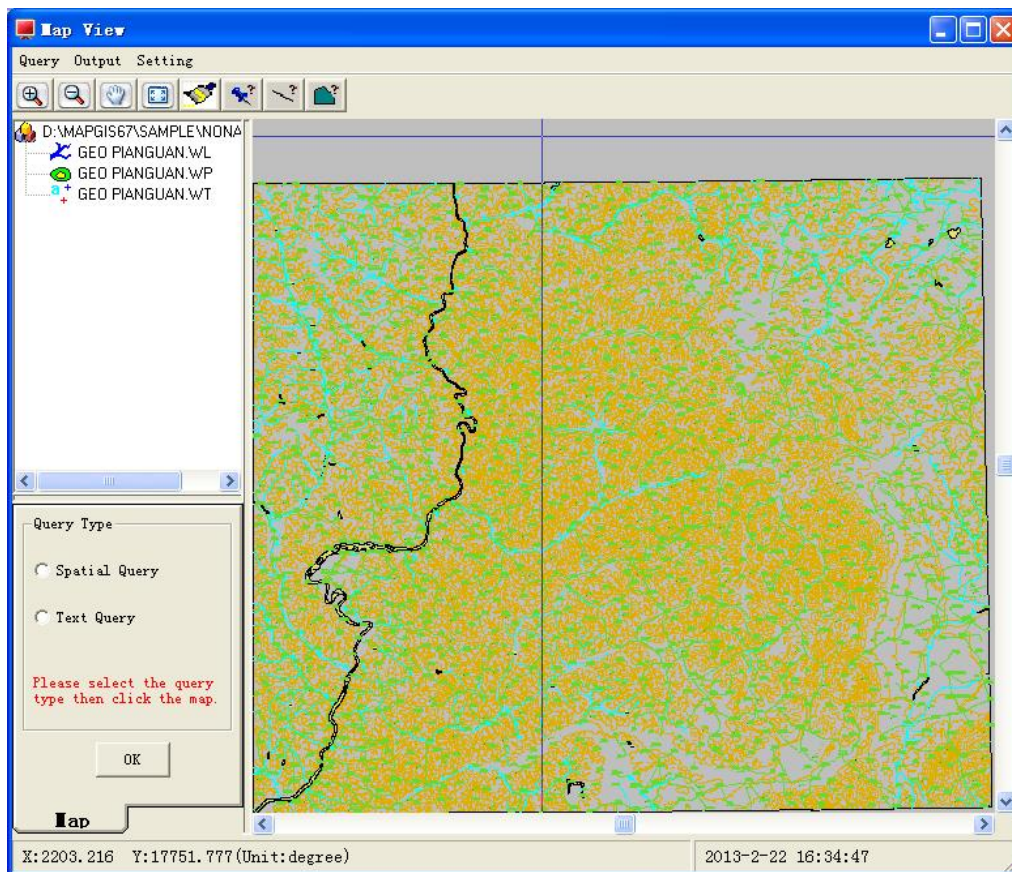 Map View
Query Output Setting
D:\MAPGIS67\SAMPLE\NONA
GEO PIANGUAN.WL
GEO PIANGUAN.WP
GEO PIANGUAN.WT
Query Type
Spatial Query
Text Query
Please select the query
type then click the map.
OK
Map
X:2203.216 Y:17751.777(Unit:degree)
2013-2-22 16:34:47